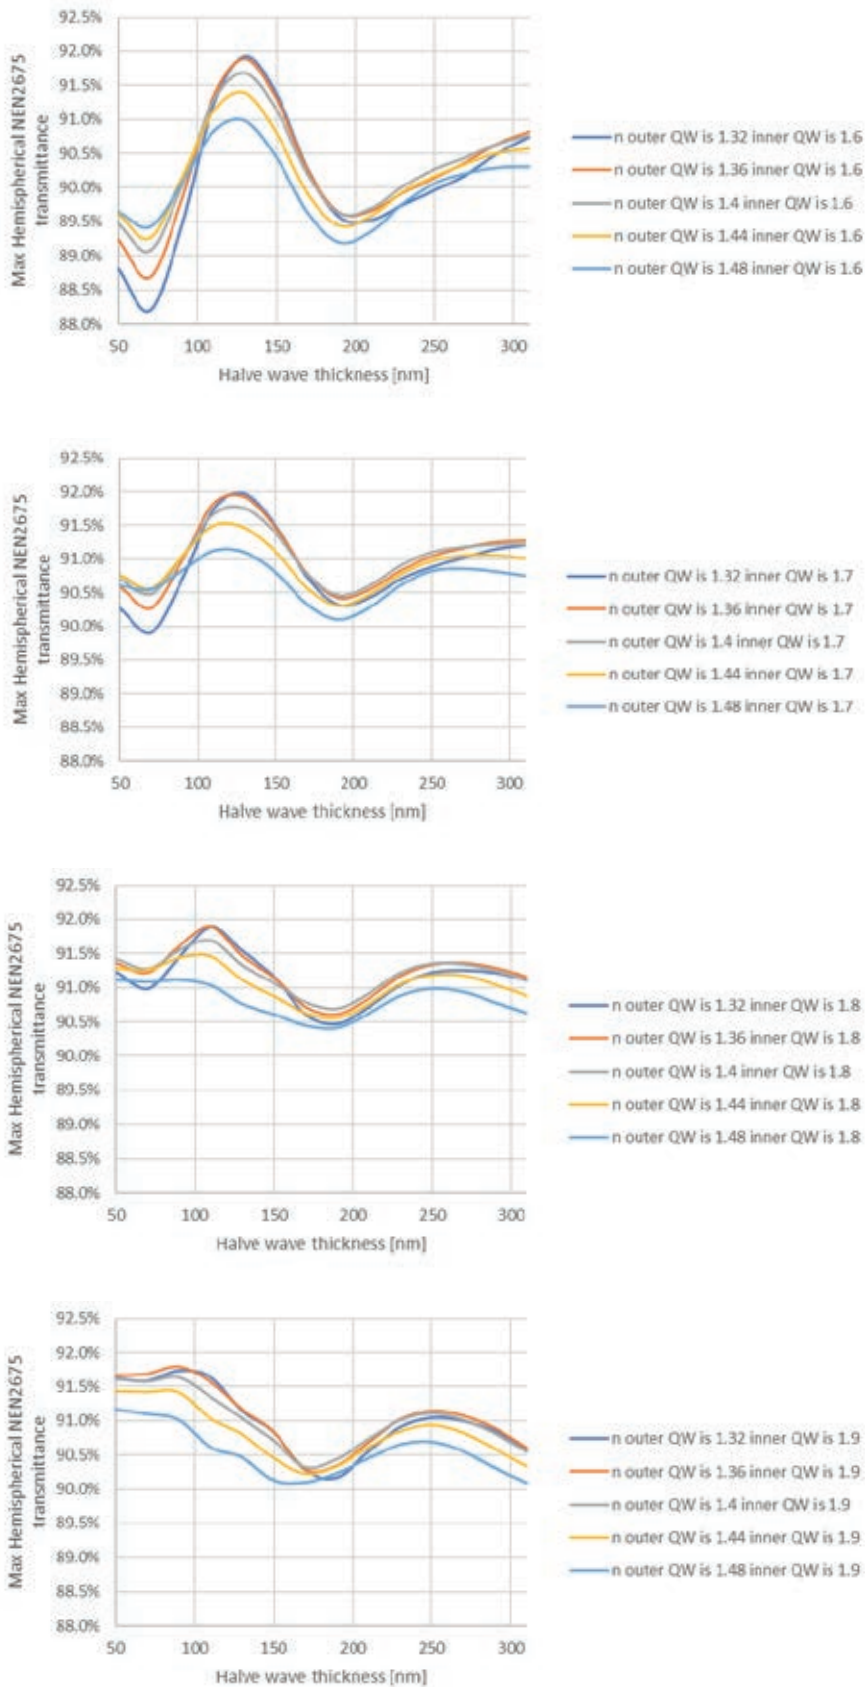 Max Hemispherical NEN2675
transmittance
92.5%
92.0%
91.5%
91.0%
90.5%
90.0%
89.5%
89.0%
88.5%
88.0%
50 100 150 200 250 300
Halve wave thickness [nm]
n outer QW is 1.32 inner QW is 1.6
n outer QW is 1.36 inner QW is 1.6
n outer QW is 1.4 inner QW is 1.6
n outer QW is 1.44 inner QW is 1.6
n outer QW is 1.48 inner QW is 1.6
Max Hemispherical NEN2675
transmittance
92.5%
92.0%
91.5%
91.0%
90.5%
90.0%
89.5%
89.0%
88.5%
88.0%
50 100 150 200 250 300
Halve wave thickness [nm]
n outer QW is 1.32 inner QW is 1.7
n outer QW is 1.36 inner QW is 1.7
n outer QW is 1.4 inner QW is 1.7
n outer QW is 1.44 inner QW is 1.7
n outer QW is 1.48 inner QW is 1.7
Max Hemispherical NEN2675
transmittance
92.5%
92.0%
91.5%
91.0%
90.5%
90.0%
89.5%
89.0%
88.5%
88.0%
50 100 150 200 250 300
Halve wave thickness [nm]
n outer QW is 1.32 inner QW is 1.8
n outer QW is 1.36 inner QW is 1.8
n outer QW is 1.4 inner QW is 1.8
n outer QW is 1.44 inner QW is 1.8
n outer QW is 1.48 inner QW is 1.8
Max Hemispherical NEN2675
transmittance
92.5%
92.0%
91.5%
91.0%
90.5%
90.0%
89.5%
89.0%
88.5%
88.0%
50 100 150 200 250 300
Halve wave thickness [nm]
n outer QW is 1.32 inner QW is 1.9
n outer QW is 1.36 inner QW is 1.9
n outer QW is 1.4 inner QW is 1.9
n outer QW is 1.44 inner QW is 1.9
n outer QW is 1.48 inner QW is 1.9